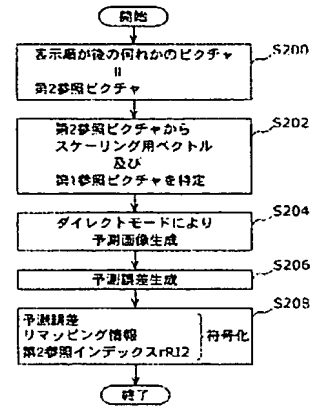 開始
S200
表示順が後の何れかのピクチャ
=
第2参照ピクチャ
S202
第2参照ピクチャから
スケーリング用ベクトル
及び
第1参照ピクチャを特定
S204
ダイレクトモードにより
予測画像生成
S206
予測誤差生成
S208
予測誤差
リマッピング情報
第2参照インデックスrRI2
符号化
終了